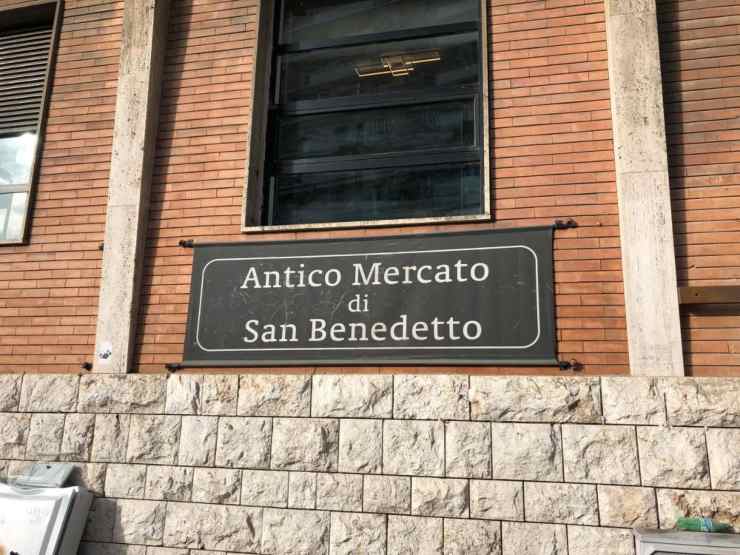 Antico Mercato
di
San Benedetto